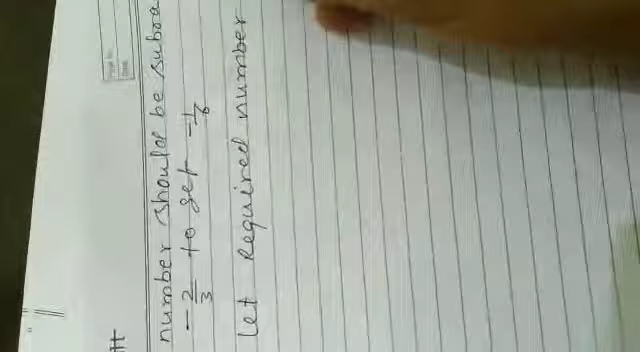 number should be subtra
-2/3 to get -1/6
Let required number